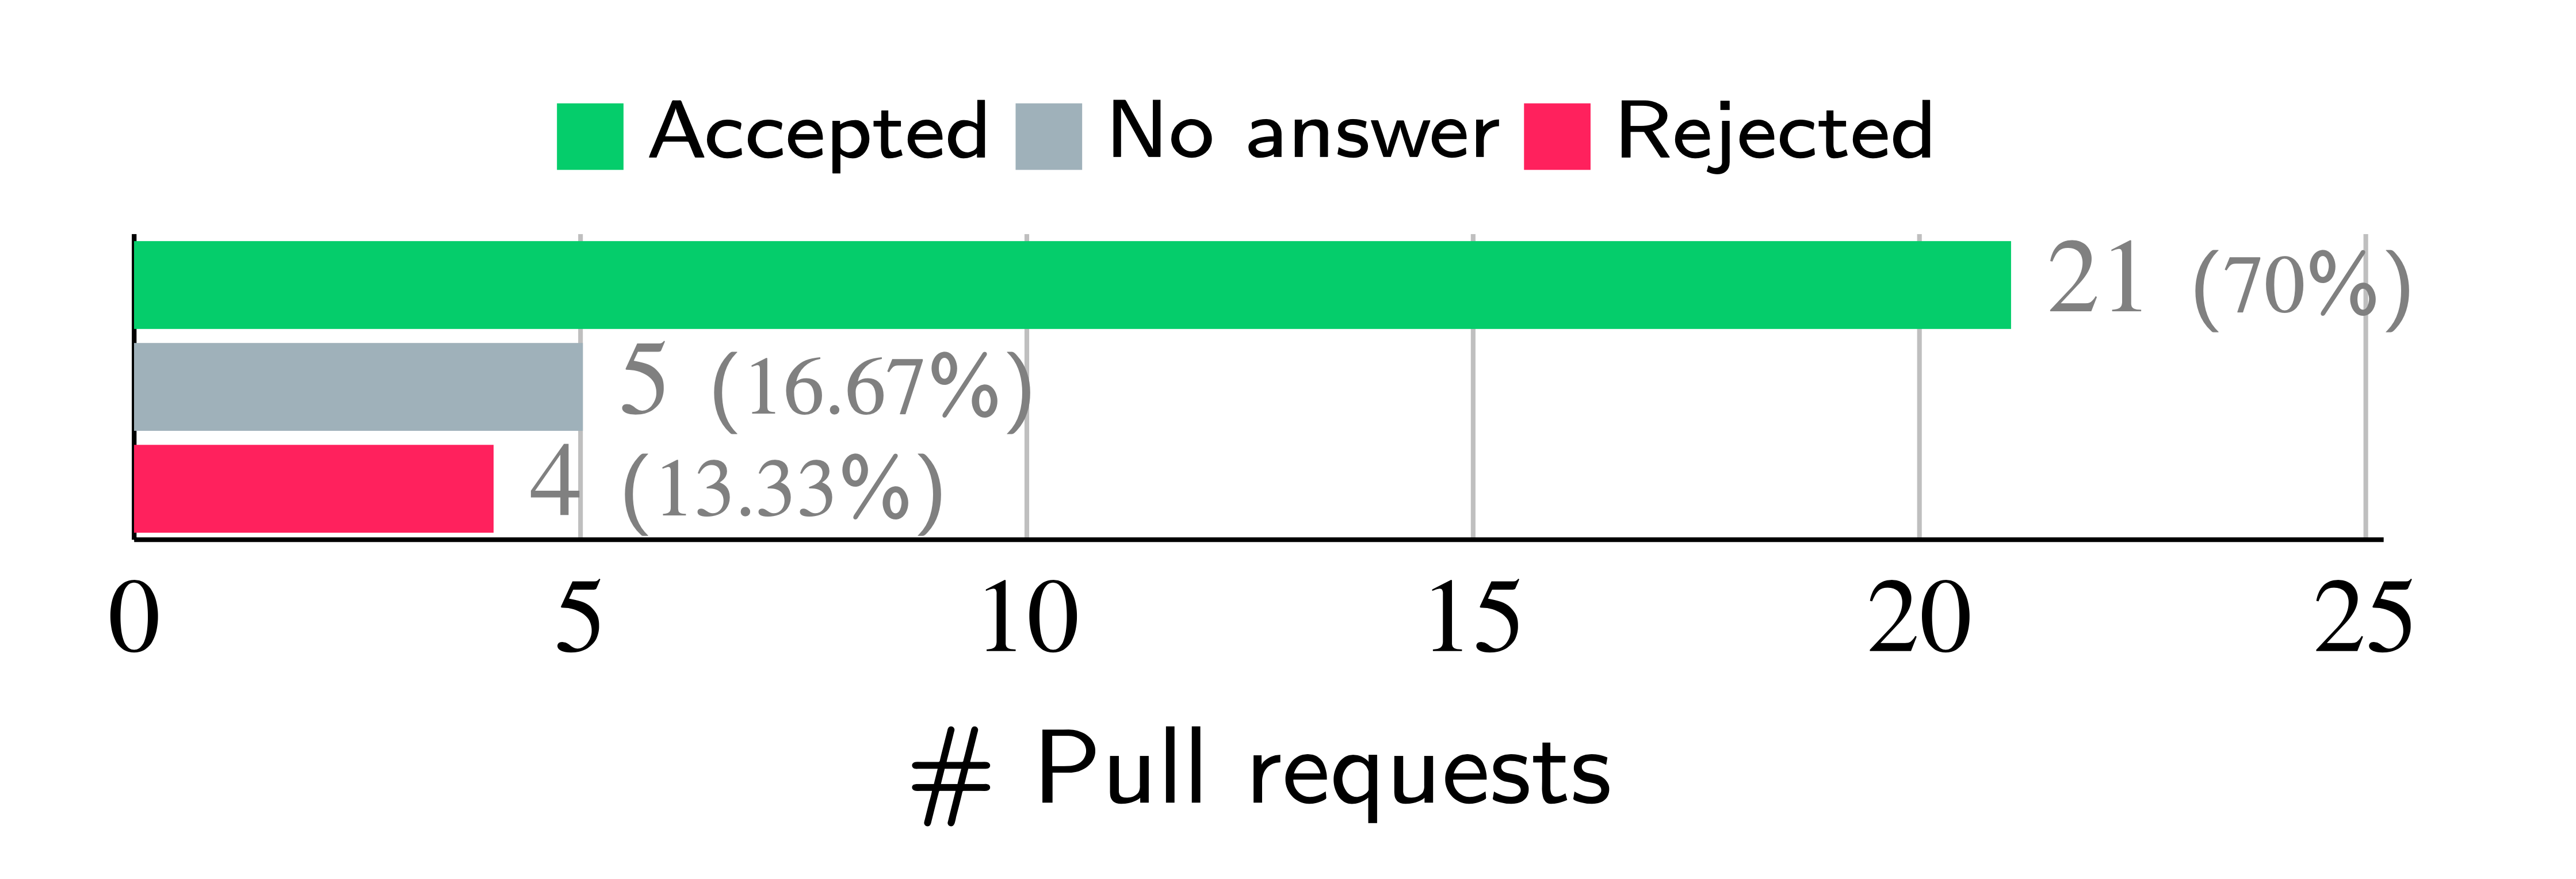 Accepted No answer Rejected
21 (70%)
5 (16.67%)
4 (13.33%)
0 5 10 15 20 25
# Pull requests